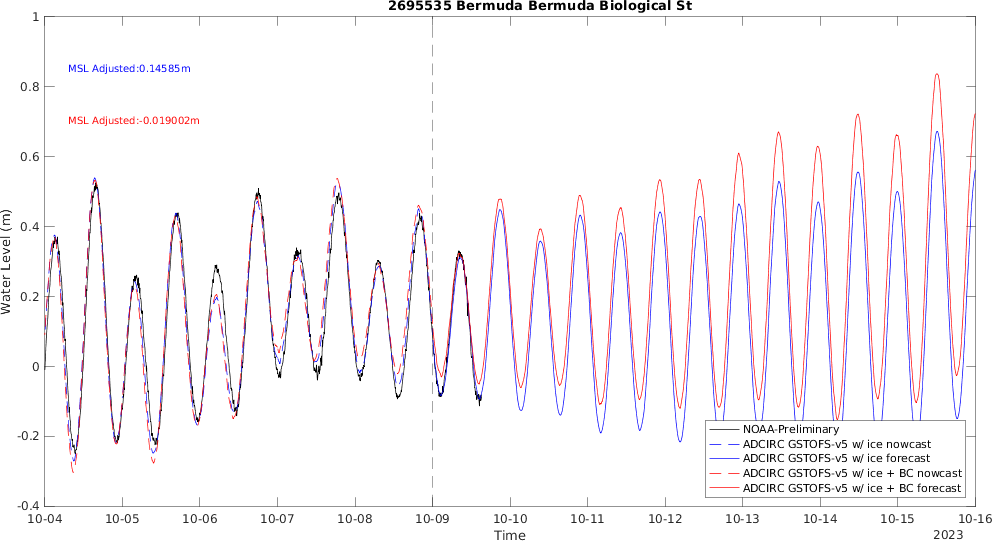 2695535 Bermuda Bermuda Biological St
1
0.8
0.6
0.4
0.2
0
-0.2
-0.4
Water Level (m)
MSL Adjusted:0.14585m
MSL Adjusted:-0.019002m
NOAA-Preliminary
ADCIRC GSTOFS-v5 w/ ice nowcast
ADCIRC GSTOFS-v5 w/ ice forecast
ADCIRC GSTOFS-v5 w/ ice + BC nowcast
ADCIRC GSTOFS-v5 w/ ice + BC forecast
10-04 10-05 10-06 10-07 10-08 10-09 10-10 10-11 10-12 10-13 10-14 10-15 10-16
Time
2023